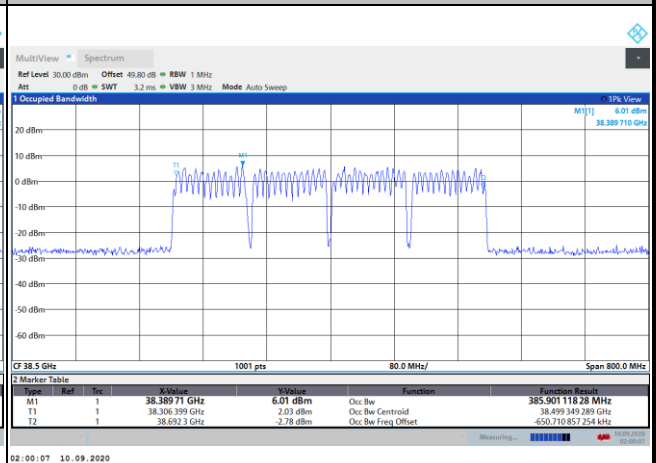 MultiView Spectrum
Ref Level 30.00 dBm Offset 49.80 dB RBW 1 MHz
Att 0 dB SWT 3.2 ms VBW 3 MHz Mode Auto Sweep
1 Occupied Bandwidth 1Pk View
M1[1] 6.01 dBm
38.389 710 GHz
20 dBm
10 dBm
M1
T1
0 dBm
-10 dBm
-20 dBm
-30 dBm
-40 dBm
-50 dBm
-60 dBm
CF 38.5 GHz 1001 pts 80.0 MHz/ Span 800.0 MHz
2 Marker Table
Type Ref Trc X-Value Y-Value Function Function Result
M1 1 38.389 71 GHz 6.01 dBm Occ Bw 385.901 118 28 MHz
T1 1 38.306 399 GHz 2.03 dBm Occ Bw Centroid 38.499 349 289 GHz
T2 1 38.692 3 GHz -2.78 dBm Occ Bw Freq Offset -650.710 857 254 kHz
Measuring... 10.09.2020
02:00:07
02:00:07 10.09.2020